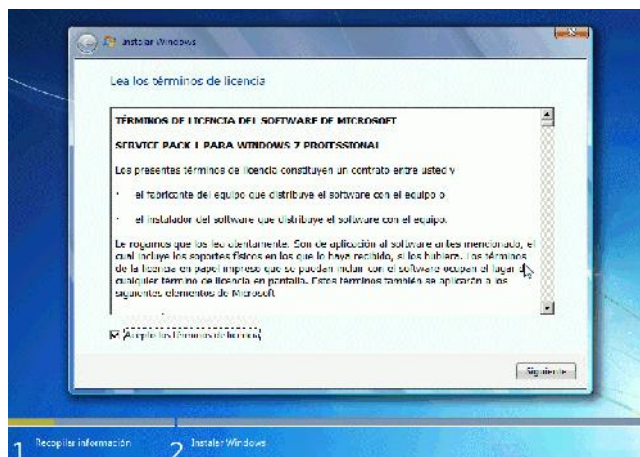 Instalar Windows
Lea los términos de licencia
TÉRMINOS DE LICENCIA DEL SOFTWARE DE MICROSOFT
SERVICE PACK 1 PARA WINDOWS 7 PROFESSIONAL
Los presentes términos de licencia constituyen un contrato entre usted y
· el fabricante del equipo que distribuye el software con el equipo o
· el instalador del software que distribuye el software con el equipo.
Le rogamos que los lea atentamente. Son de aplicación al software antes mencionado, el
cual incluye los soportes físicos en los que lo haya recibido, si los hubiera. Los términos
de la licencia en papel impreso que se puedan incluir con el software ocupan el lugar de
cualquier término de licencia en pantalla. Estos términos también se aplicarán a los
siguientes elementos de Microsoft
Acepto los términos de licencia
Siguiente
1 Recopilar información
2 Instalar Windows